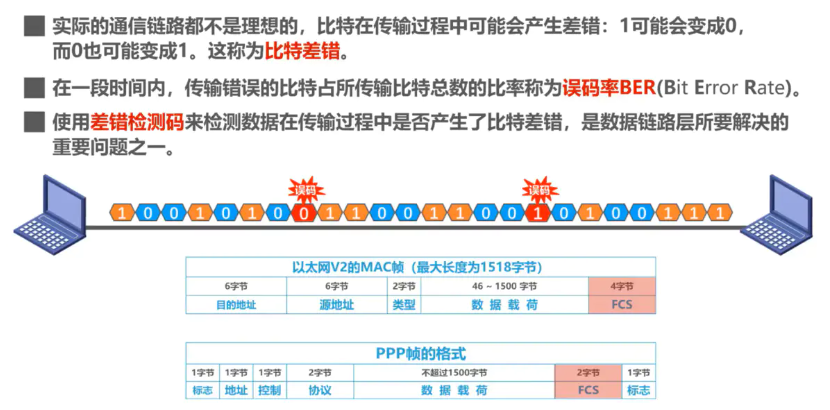 实际的通信链路都不是理想的，比特在传输过程中可能会产生差错：1可能会变成0，
而0也可能变成1。这称为比特差错。
在一段时间内，传输错误的比特占所传输比特总数的比率称为误码率BER(Bit Error Rate)。
使用差错检测码来检测数据在传输过程中是否产生了比特差错，是数据链路层所要解决的
重要问题之一。
误码 误码
1 0 0 1 0 1 0 0 1 1 0 0 1 1 0 0 1 0 1 0 0 1 1 1
以太网V2的MAC帧（最大长度为1518字节）
6字节 6字节 2字节 46 ~ 1500 字节 4字节
目的地址 源地址 类型 数 据 载 荷 FCS
PPP帧的格式
1字节 1字节 1字节 2字节 不超过1500字节 2字节 1字节
标志 地址 控制 协议 数 据 载 荷 FCS 标志